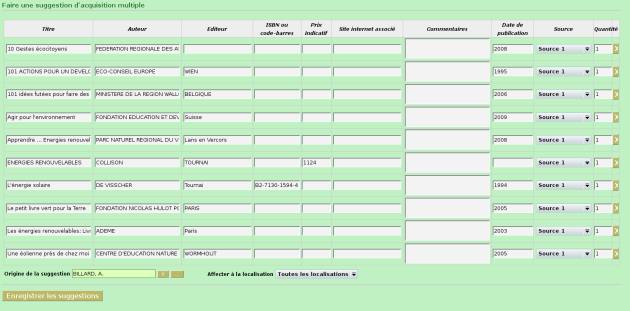 Faire une suggestion d'acquisition multiple
Titre Auteur Editeur ISBN ou code-barres Prix indicatif Site internet associé Commentaires Date de publication Source Quantité
10 Gestes écocitoyens FEDERATION REGIONALE DES 2008 Source 1 1
101 ACTIONS POUR UN ECO-CONSEIL EUROPE WIEN 1995 Source 1 1
101 idées futées pour faire des MINISTERE DE LA REGION BELGIQUE 2006 Source 1 1
Agir pour l'environnement FONDATION EDUCATION ET Suisse 2009 Source 1 1
Apprendre ... Energies PARC NATUREL REGIONAL DU V Lans en Vercors 2008 Source 1 1
ENERGIES RENOUVELABLES COLLISON TOURNAI 1124 Source 1 1
L'énergie solaire DE VISSCHER Tournai B2-7130-1594-4 1994 Source 1 1
Le petit livre vert pour la Terre FONDATION NICOLAS HULOT PARIS 2005 Source 1 1
Les énergies renouvelables: ADEME Paris 2003 Source 1 1
Une éolienne près de chez moi CENTRE D'EDUCATION NATURE WORMHOUT 2005 Source 1 1
Origine de la suggestion BILLARD, A. Affecter à la localisation Toutes les localisations
Enregistrer les suggestions